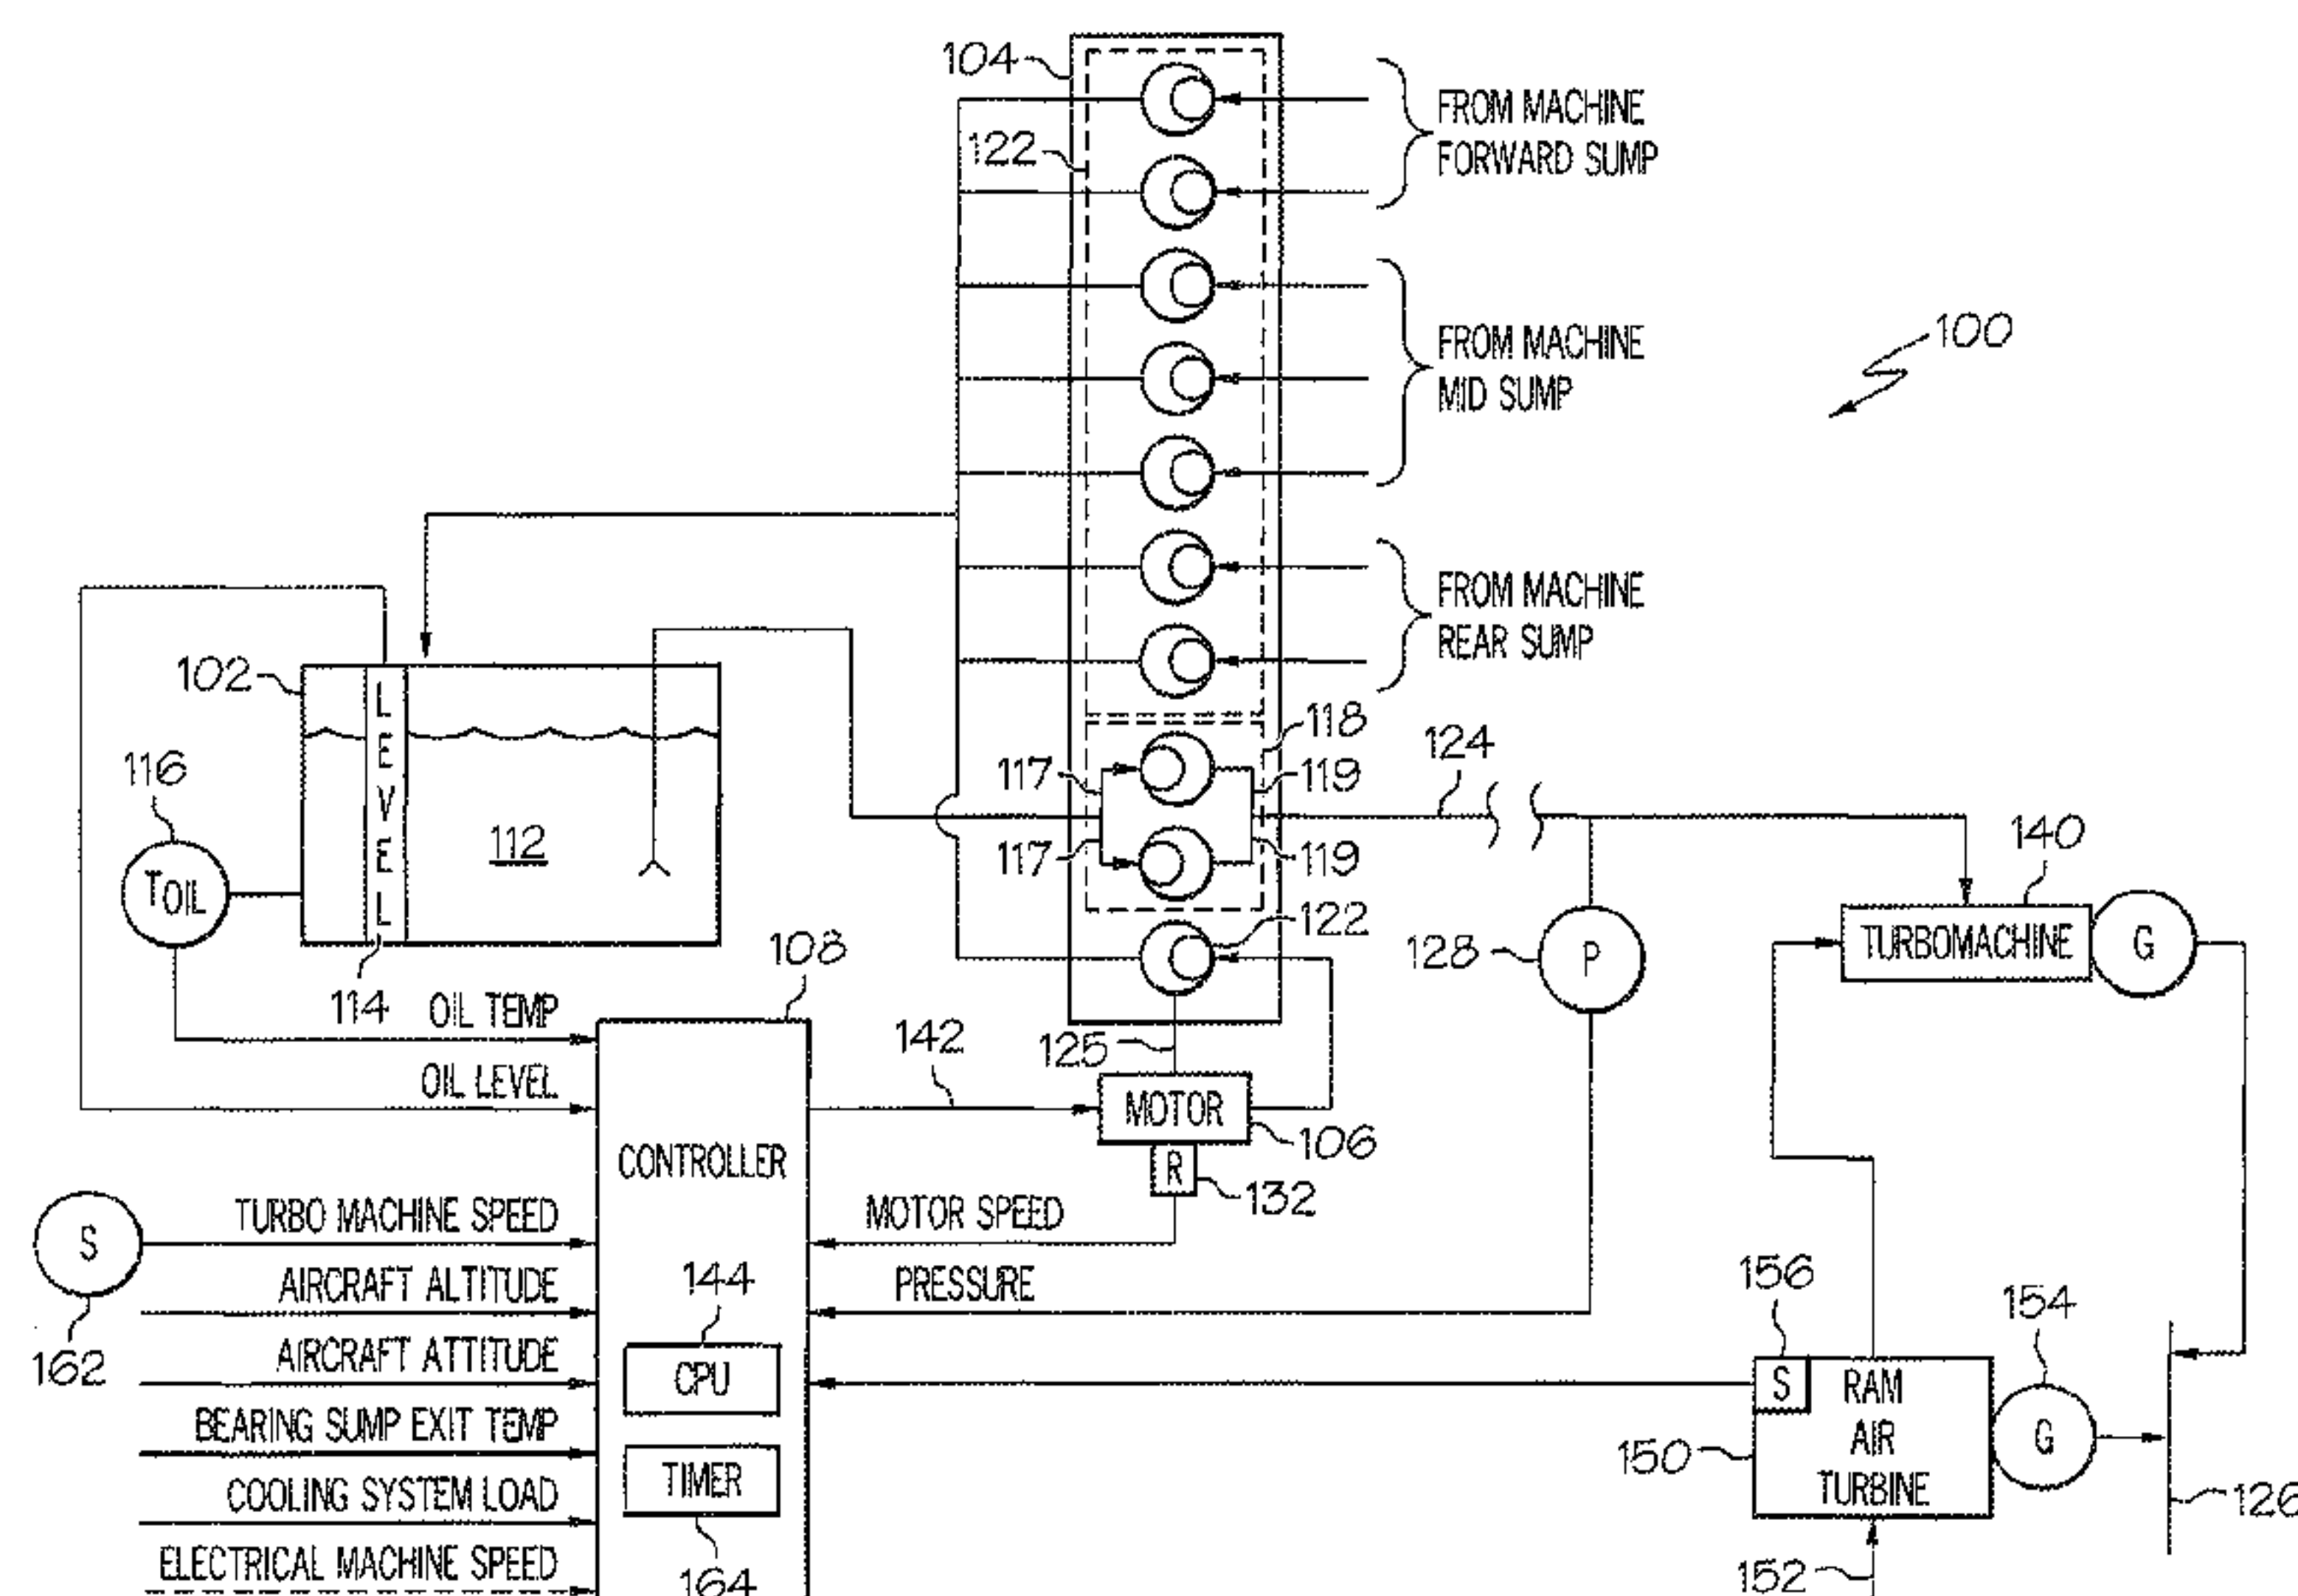 104
122
FROM MACHINE
FORWARD SUMP
FROM MACHINE
MID SUMP
100
FROM MACHINE
REAR SUMP
102
L
E
V
E
L
112
114
116
TOIL
117
117
118
119
119
124
122
125
128
P
140
TURBOMACHINE
G
108
OIL TEMP
OIL LEVEL
142
MOTOR
106
R
132
CONTROLLER
S
162
TURBO MACHINE SPEED
AIRCRAFT ALTITUDE
AIRCRAFT ATTITUDE
BEARING SUMP EXIT TEMP
COOLING SYSTEM LOAD
ELECTRICAL MACHINE SPEED
MOTOR SPEED
PRESSURE
144
CPU
TIMER
164
156
S
RAM
AIR
TURBINE
150
154
G
126
152